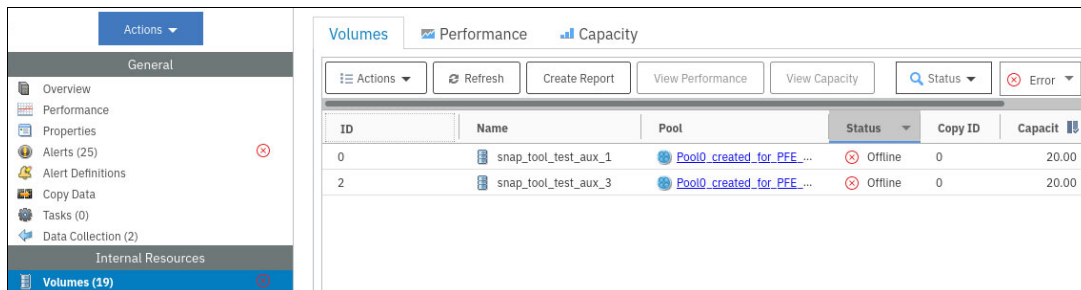 Actions
General
Overview
Performance
Properties
Alerts (25)
Alert Definitions
Copy Data
Tasks (0)
Data Collection (2)
Internal Resources
Volumes (19)
Volumes Performance Capacity
Actions Refresh Create Report View Performance View Capacity Status Error
ID Name Pool Status Copy ID Capacit
0 snap_tool_test_aux_1 Pool0_created_for_PFE_... Offline 0 20.00
2 snap_tool_test_aux_3 Pool0_created_for_PFE_... Offline 0 20.00